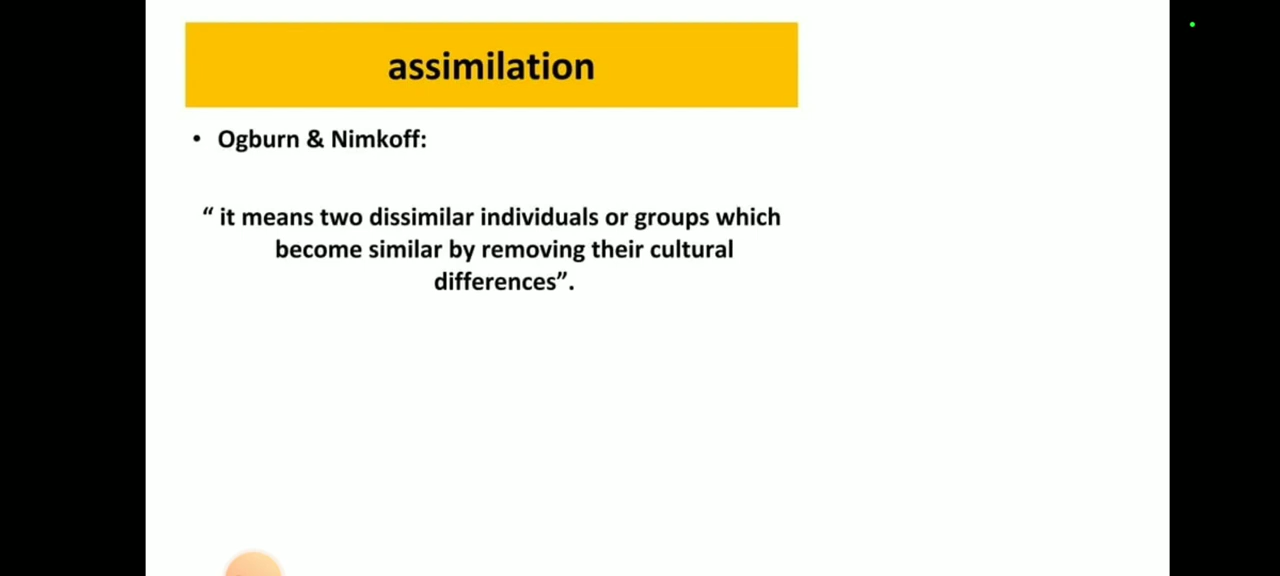 assimilation
• Ogburn & Nimkoff:
“ it means two dissimilar individuals or groups which
become similar by removing their cultural
differences”.